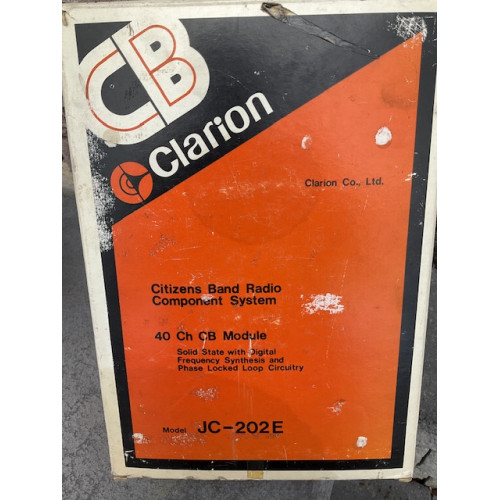 CB
Clarion
Clarion Co., Ltd.
Citizens Band Radio
Component System
40 Ch CB Module
Solid State with Digital
Frequency Synthesis and
Phase Locked Loop Circuitry
Model JC-202E